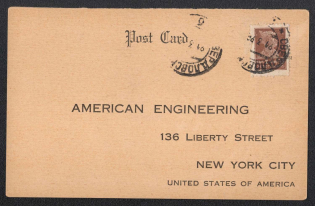 Post Card
AMERICAN ENGINEERING
136 LIBERTY STREET
NEW YORK CITY
UNITED STATES OF AMERICA